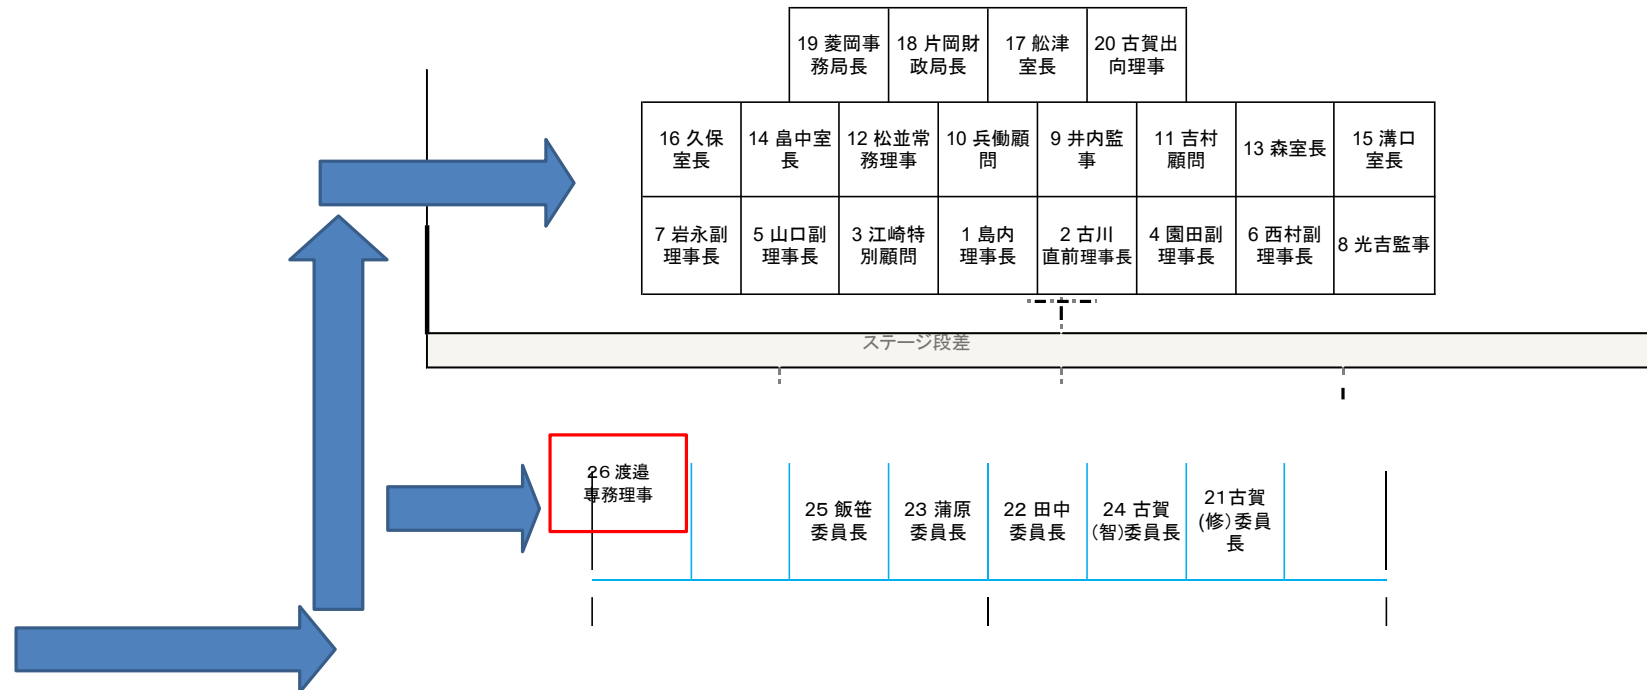 19 菱岡事
務局長
18 片岡財
政局長
17 舩津
室長
20 古賀出
向理事
16 久保
室長
14 畠中室
長
12 松並常
務理事
10 兵働顧
問
9 井内監
事
11 吉村
顧問
13 森室長
15 溝口
室長
7 岩永副
理事長
5 山口副
理事長
3 江崎特
別顧問
1 島内
理事長
2 古川
直前理事長
4 園田副
理事長
6 西村副
理事長
8 光吉監事
ステージ段差
26 渡邉
専務理事
25 飯笹
委員長
23 蒲原
委員長
22 田中
委員長
24 古賀
(智)委員長
21古賀
(修)委員
長